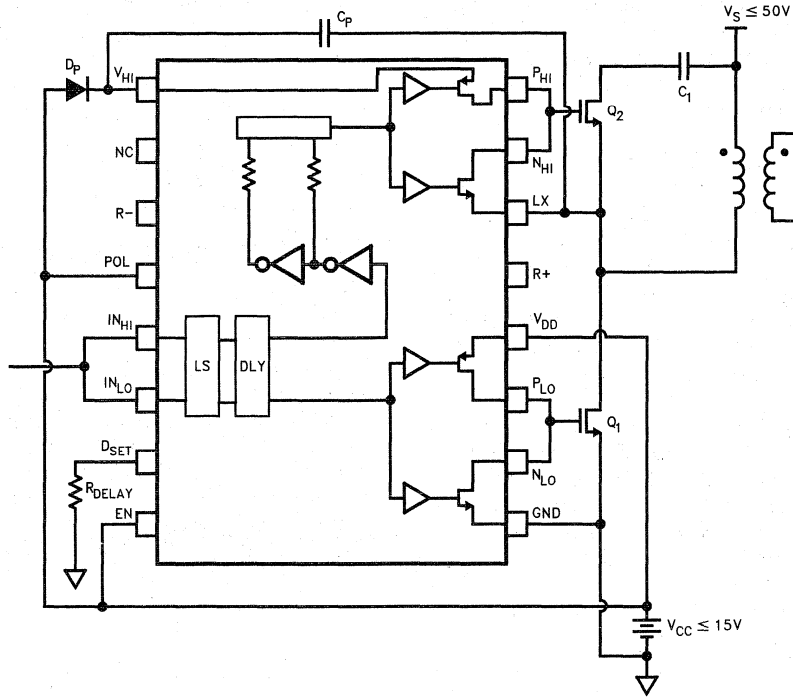 V_S ≤ 50V
C_P
D_P
V_HI
P_HI
C_1
Q_2
NC
N_HI
R-
LX
POL
R+
IN_HI
V_DD
LS
DLY
IN_LO
P_LO
Q_1
D_SET
N_LO
R_DELAY
EN
GND
V_CC ≤ 15V